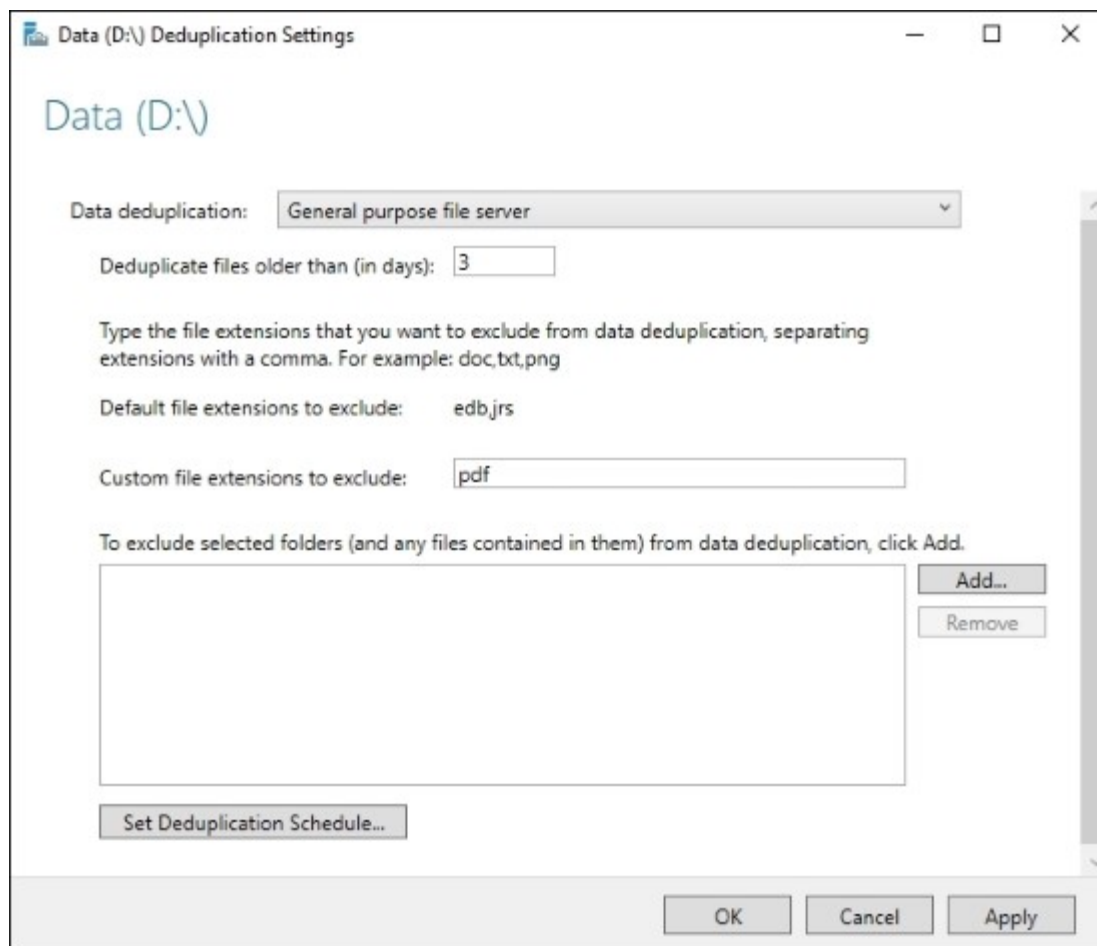 Data (D:\) Deduplication Settings
Data (D:\)
Data deduplication: General purpose file server
Deduplicate files older than (in days): 3
Type the file extensions that you want to exclude from data deduplication, separating
extensions with a comma. For example: doc,txt,png
Default file extensions to exclude: edb,jrs
Custom file extensions to exclude: pdf
To exclude selected folders (and any files contained in them) from data deduplication, click Add.
Add...
Remove
Set Deduplication Schedule...
OK Cancel Apply